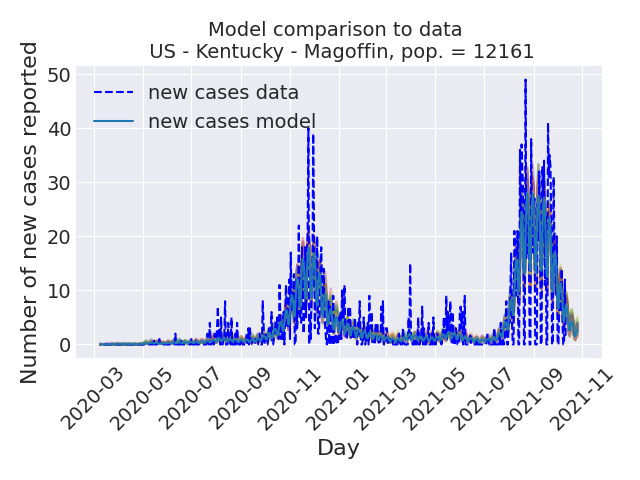 Model comparison to data
US - Kentucky - Magoffin, pop. = 12161
Number of new cases reported
50
40
30
20
10
0
new cases data
new cases model
2020-03
2020-05
2020-07
2020-09
2020-11
2021-01
2021-03
2021-05
2021-07
2021-09
2021-11
Day